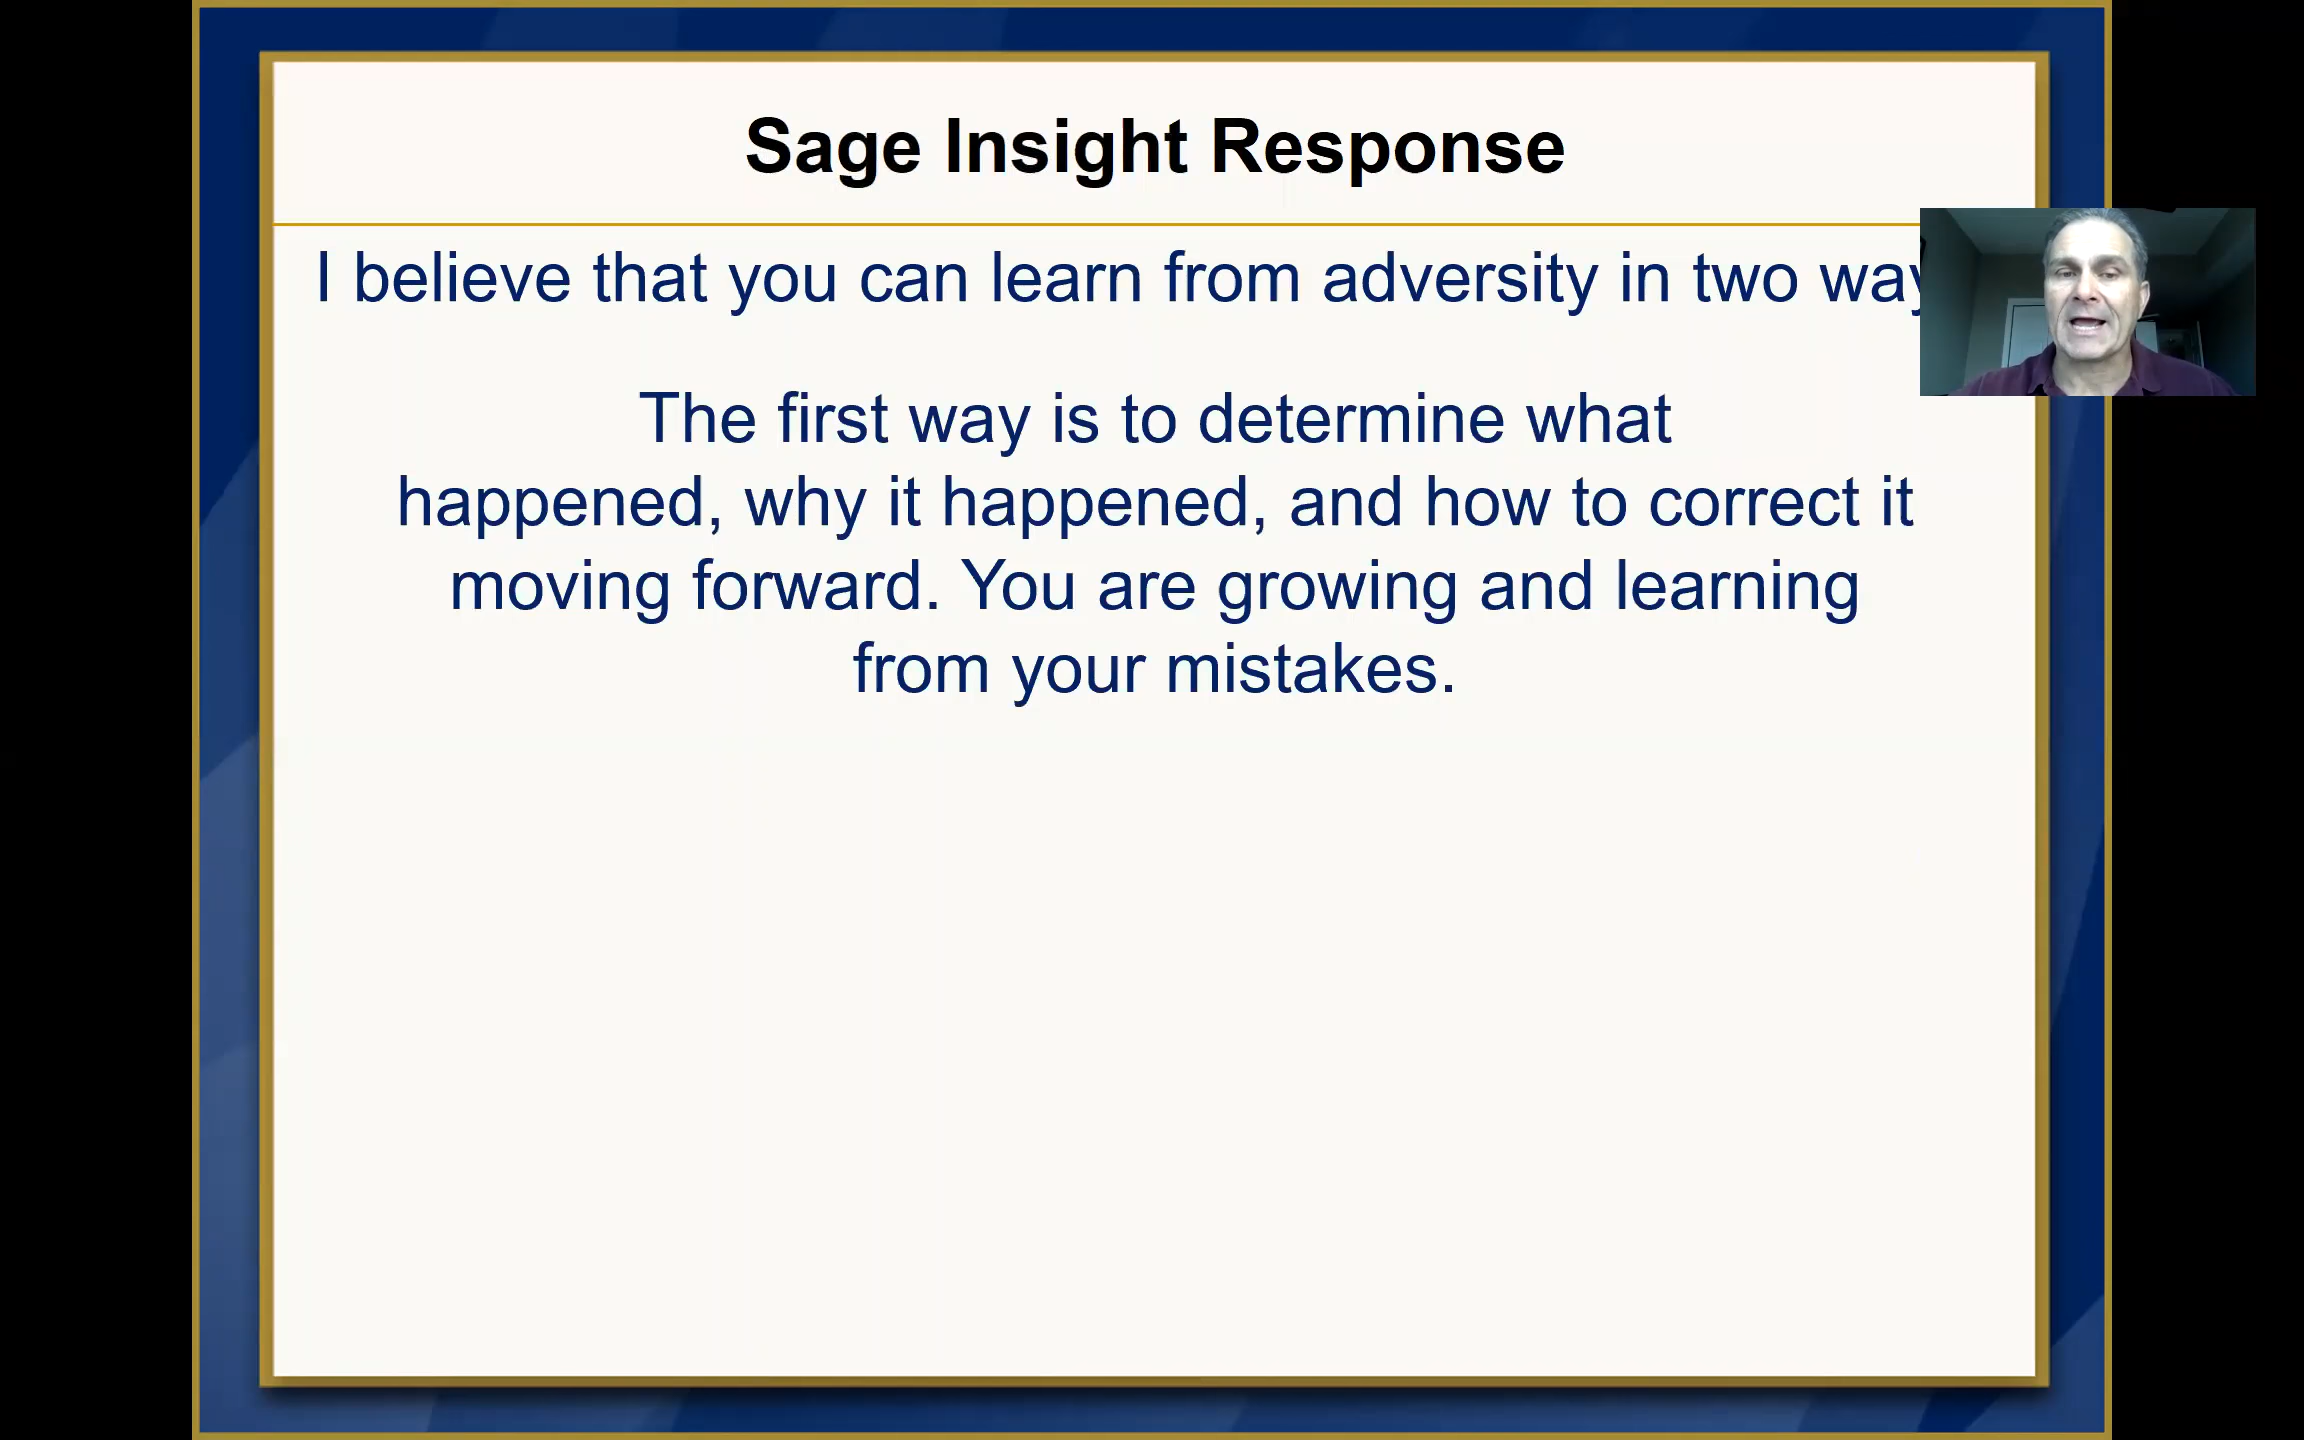 Sage Insight Response
I believe that you can learn from adversity in two
The first way is to determine what
happened, why it happened, and how to correct it
moving forward. You are growing and learning
from your mistakes.